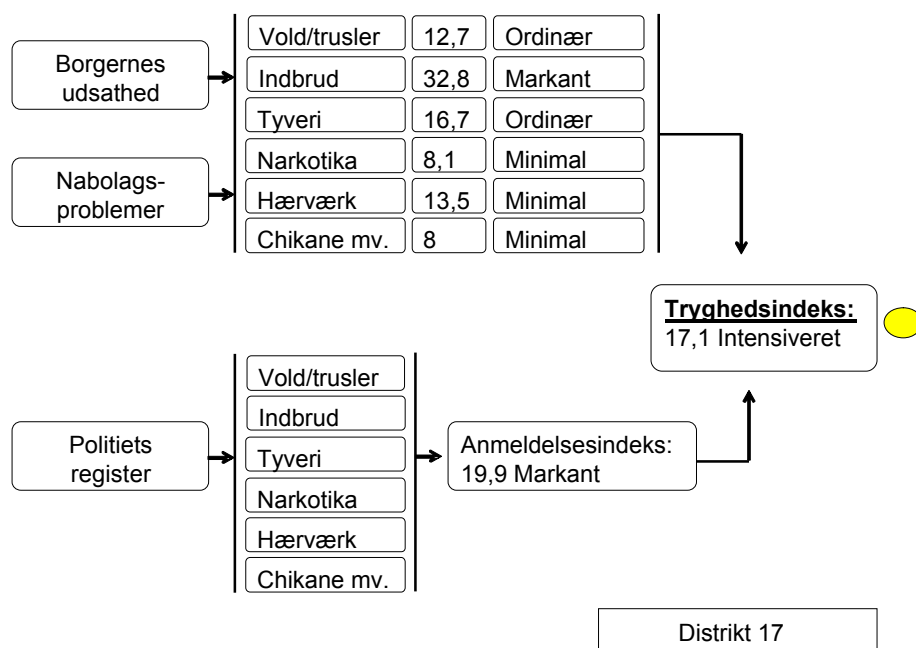 Borgernes
udsathed
Nabolags-
problemer
Vold/trusler 12,7 Ordinær
Indbrud 32,8 Markant
Tyveri 16,7 Ordinær
Narkotika 8,1 Minimal
Hærværk 13,5 Minimal
Chikane mv. 8 Minimal
Tryghedsindeks:
17,1 Intensiveret
Politiets
register
Vold/trusler
Indbrud
Tyveri
Narkotika
Hærværk
Chikane mv.
Anmeldelsesindeks:
19,9 Markant
Distrikt 17